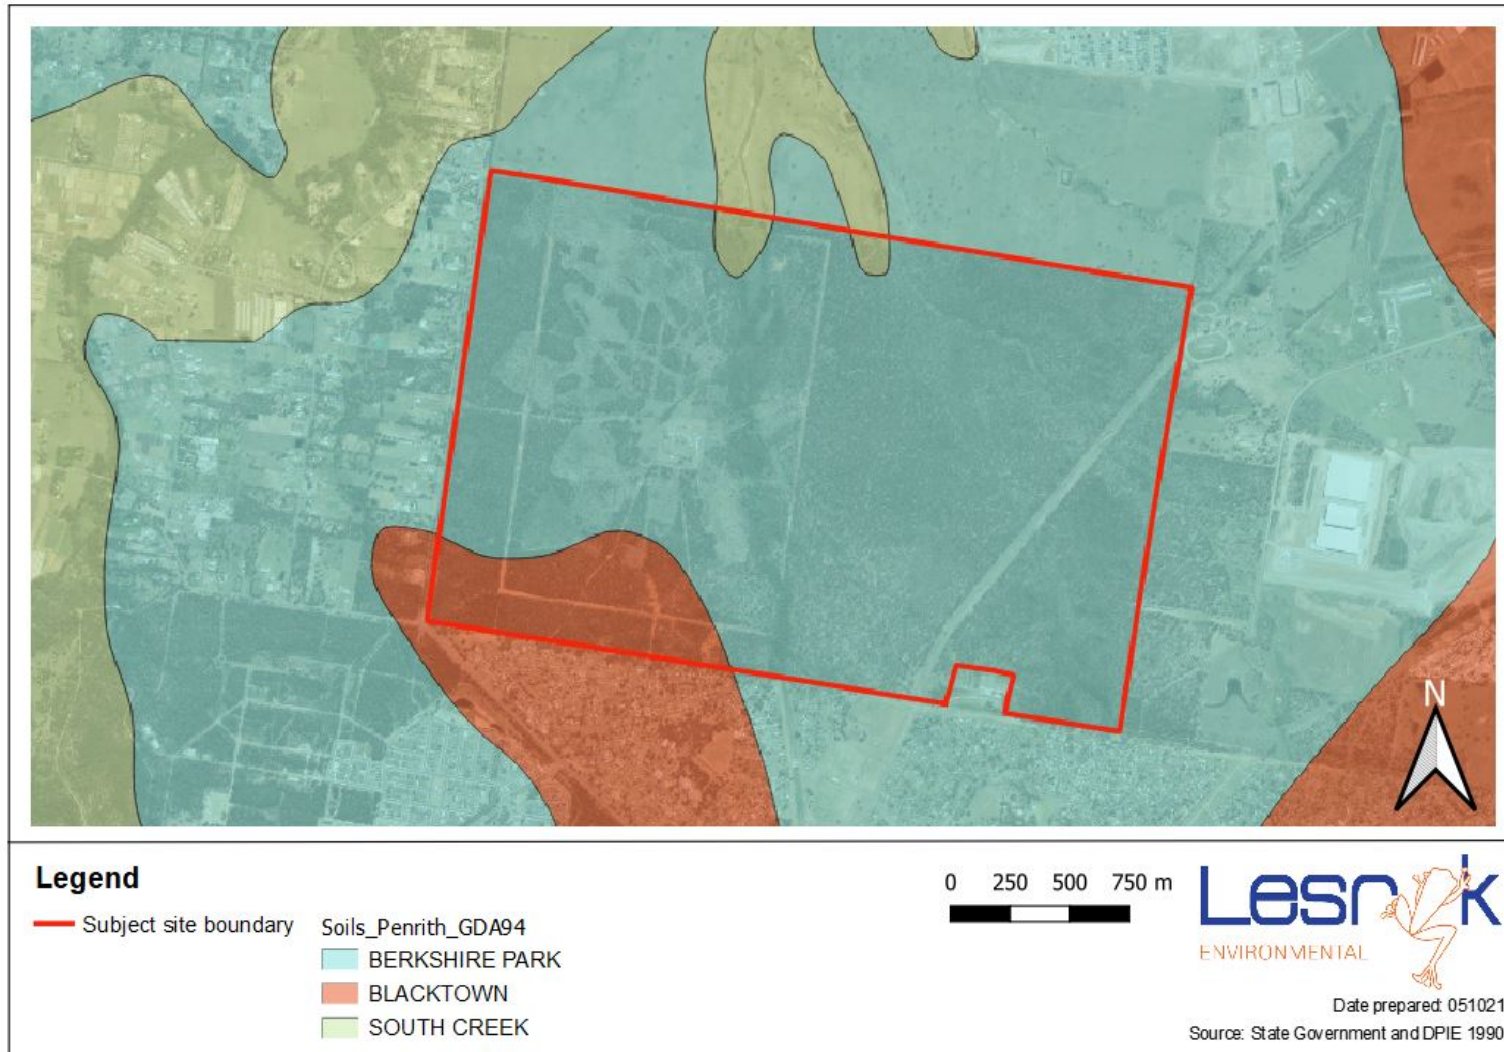 N
Legend
Subject site boundary
Soils_Penrith_GDA94
BERKSHIRE PARK
BLACKTOWN
SOUTH CREEK
0 250 500 750 m
Lesryk
ENVIRONMENTAL
Date prepared: 051021
Source: State Government and DPIE 1990